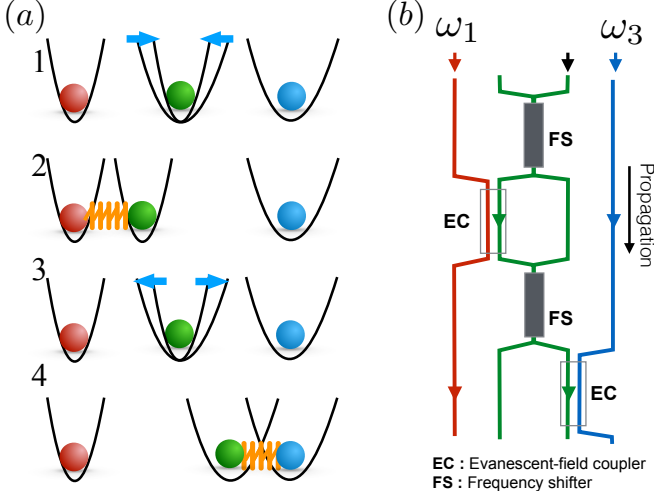 (a)
1
2
3
4
(b)
ω1
ω3
FS
EC
Propagation
FS
EC
EC : Evanescent-field coupler
FS : Frequency shifter